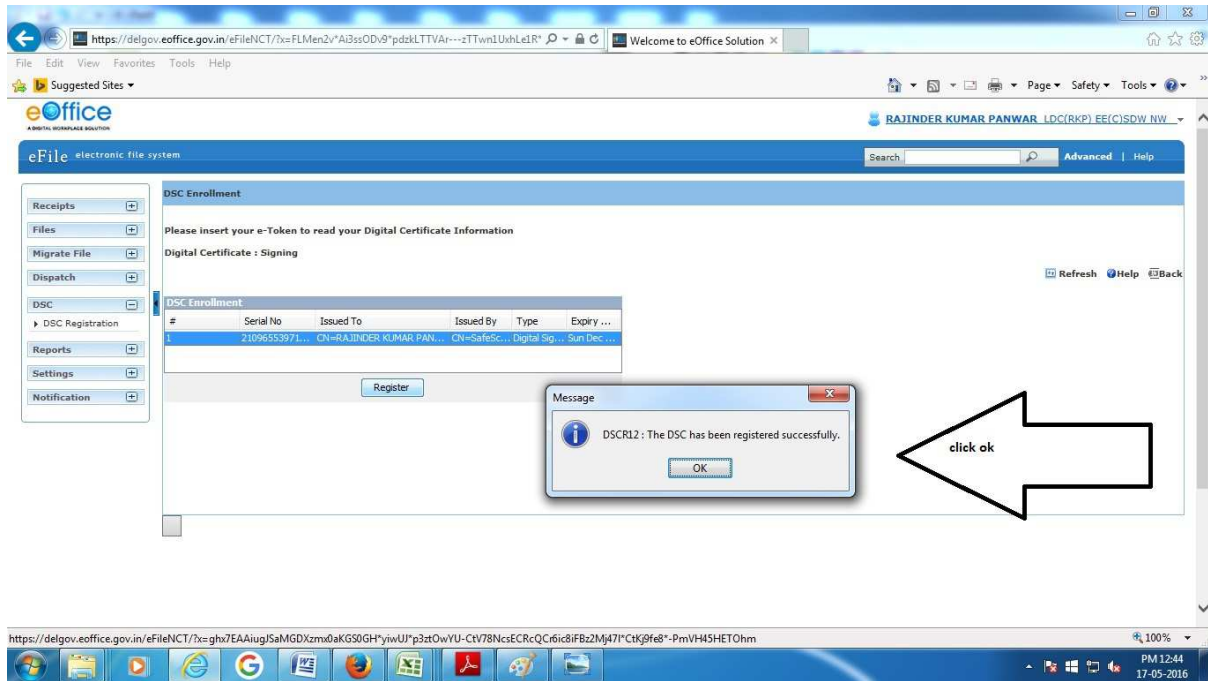 https://delgov.eoffice.gov.in/eFileNCT/?x=FLMen2v*Ai3ssODv9*pdzkLTTVAr---zTTwn1UxhLe1R*
Welcome to eOffice Solution
File Edit View Favorites Tools Help
Suggested Sites
Page Safety Tools
eOffice
A DIGITAL WORKPLACE SOLUTION
RAJINDER KUMAR PANWAR LDC(RKP) EE(C)SDW NW
eFile electronic file system
Search
Advanced | Help
DSC Enrollment
Receipts
Files
Please insert your e-Token to read your Digital Certificate Information
Migrate File
Digital Certificate : Signing
Dispatch
Refresh Help Back
DSC
DSC Registration
Reports
Settings
Notification
DSC Enrollment
# Serial No Issued To Issued By Type Expiry ...
1 21096553971... CN=RAJINDER KUMAR PAN... CN=SafeSc... Digital Sig... Sun Dec ...
Register
Message
DSCR12 : The DSC has been registered successfully.
OK
click ok
https://delgov.eoffice.gov.in/eFileNCT/?x=ghx7EAAiugJSaMGDXzmx0aKGS0GH*yiwUJ*p3ztOwYU-CtV78NcsECRcQCr6ic8iFBz2Mj47I*CtKj9fe8*-PmVH45HETOhm
100%
PM 12:44
17-05-2016